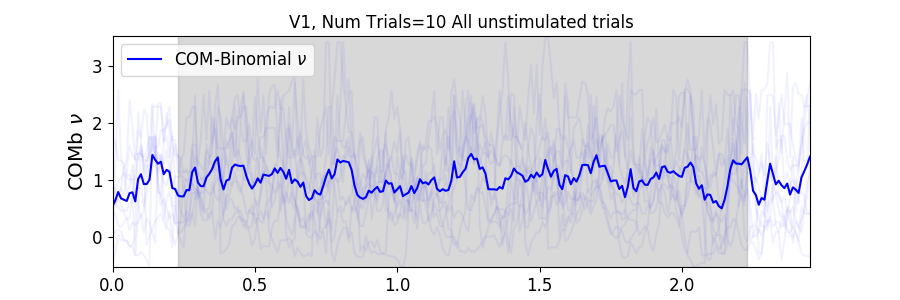 V1, Num Trials=10 All unstimulated trials
COM-Binomial ν
COMb ν
3
2
1
0
0.0 0.5 1.0 1.5 2.0